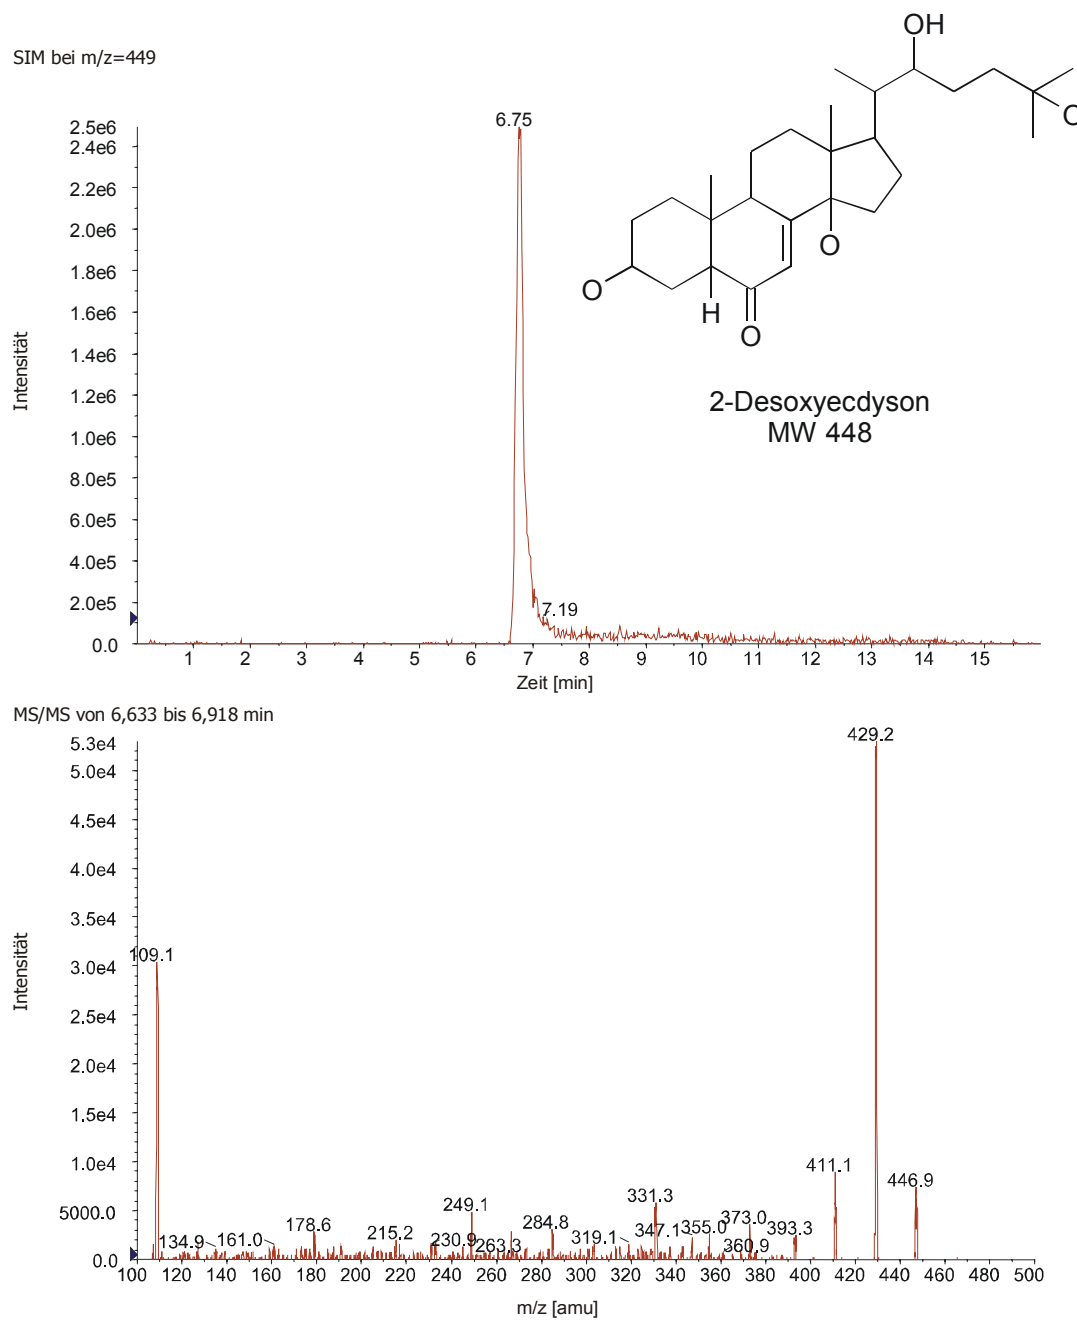 SIM bei m/z=449
OH
O
O
O
H
O
2-Desoxyecdyson
MW 448
Intensität
2.5e6
2.4e6
2.2e6
2.0e6
1.8e6
1.6e6
1.4e6
1.2e6
1.0e6
8.0e5
6.0e5
4.0e5
2.0e5
0.0
6.75
7.19
1 2 3 4 5 6 7 8 9 10 11 12 13 14 15
Zeit [min]
MS/MS von 6,633 bis 6,918 min
Intensität
5.3e4
5.0e4
4.5e4
4.0e4
3.5e4
3.0e4
2.5e4
2.0e4
1.5e4
1.0e4
5000.0
0.0
109.1
134.9
161.0
178.6
215.2
230.9
249.1
263.3
284.8
319.1
331.3
347.1
355.0
360.9
373.0
393.3
411.1
429.2
446.9
100 120 140 160 180 200 220 240 260 280 300 320 340 360 380 400 420 440 460 480 500
m/z [amu]